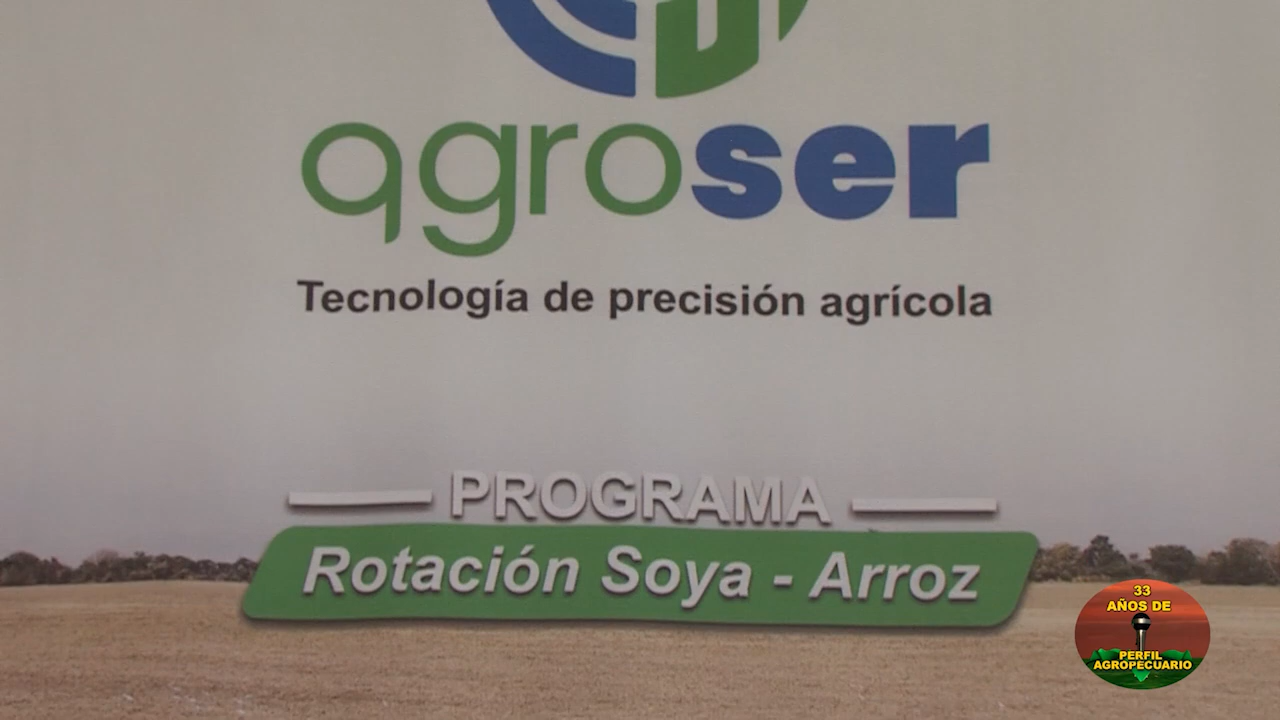 agroser
Tecnología de precisión agrícola
PROGRAMA
Rotación Soya - Arroz
33
AÑOS DE
PERFIL
AGROPECUARIO